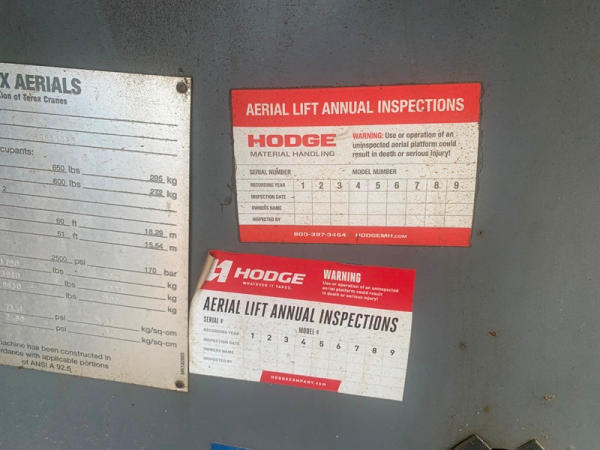 X AERIALS
ion of Terex Cranes
cupants:
650 lbs 295 kg
600 lbs 272 kg
2
60 ft 18.29 m
51 ft 15.54 m
2500 psi 170 bar
lbs kg
lbs kg
lbs kg
psi kg/sq-cm
psi kg/sq-cm
machine has been constructed in
rdance with applicable portions
of ANSI A 92.5
AERIAL LIFT ANNUAL INSPECTIONS
HODGE
MATERIAL HANDLING
WARNING: Use or operation of an
uninspected aerial platform could
result in death or serious injury!
SERIAL NUMBER MODEL NUMBER
RECORDING YEAR 1 2 3 4 5 6 7 8 9
INSPECTION DATE
OWNERS NAME
INSPECTED BY
800-397-3454 HODGEMH.COM
HODGE
WHATEVER IT TAKES.
WARNING
Use or operation of an uninspected
aerial platform could result
in death or serious injury!
AERIAL LIFT ANNUAL INSPECTIONS
SERIAL # MODEL #
RECORDING YEAR 1 2 3 4 5 6 7 8 9
INSPECTION DATE
OWNERS NAME
INSPECTED BY
HODGECOMPANY.COM